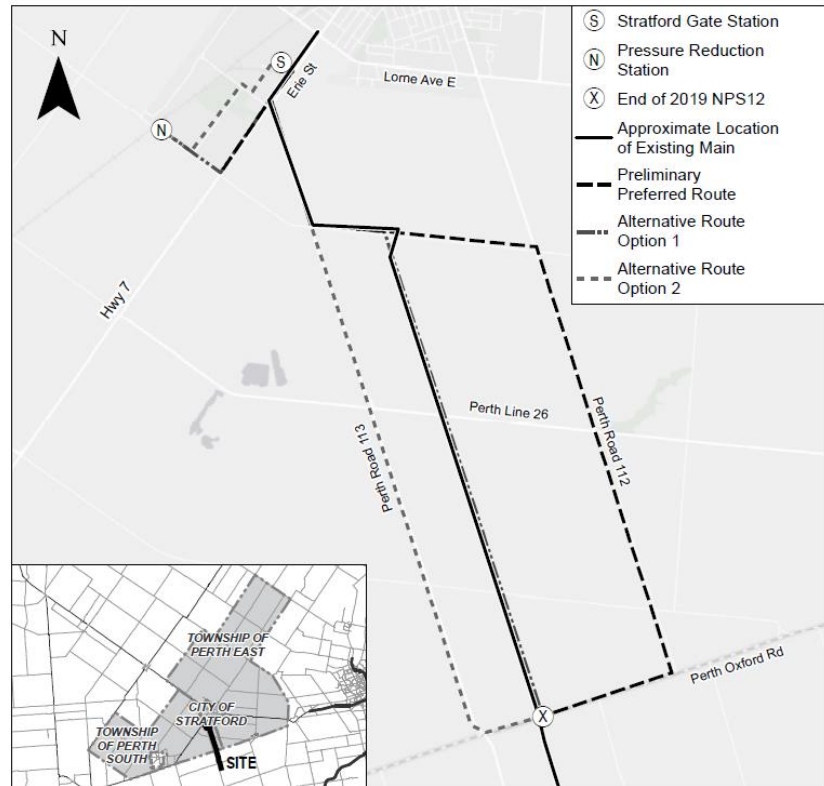 N
S
Erie St
Lorne Ave E
N
Hwy 7
Perth Line 26
Perth Road 113
Perth Road 112
Perth Oxford Rd
X
S Stratford Gate Station
N Pressure Reduction
Station
X End of 2019 NPS12
Approximate Location
of Existing Main
Preliminary
Preferred Route
Alternative Route
Option 1
Alternative Route
Option 2
TOWNSHIP OF
PERTH EAST
CITY OF
STRATFORD
TOWNSHIP
OF PERTH
SOUTH
SITE